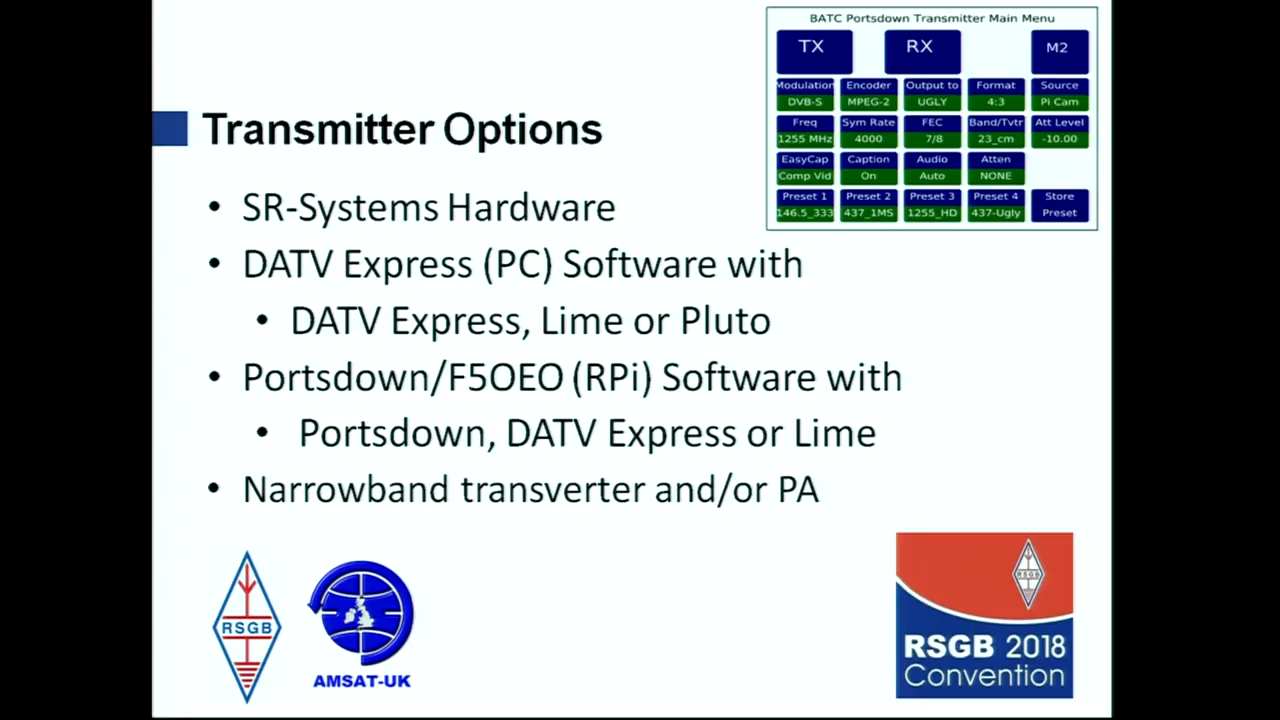 BATC Portsdown Transmitter Main Menu
TX RX M2
Modulation Encoder Output to Format Source
DVB-S MPEG-2 UGLY 4:3 Pi Cam
Freq Sym Rate FEC Band/Tvtr Att Level
1255 MHz 4000 7/8 23_cm -10.00
EasyCap Caption Audio Atten
Comp Vid On Auto NONE
Preset 1 Preset 2 Preset 3 Preset 4 Store
146.5_333 437_1MS 1255_HD 437-Ugly Preset
Transmitter Options
• SR-Systems Hardware
• DATV Express (PC) Software with
• DATV Express, Lime or Pluto
• Portsdown/F5OEO (RPi) Software with
• Portsdown, DATV Express or Lime
• Narrowband transverter and/or PA
RSGB
AMSAT-UK
RSGB
RSGB 2018
Convention